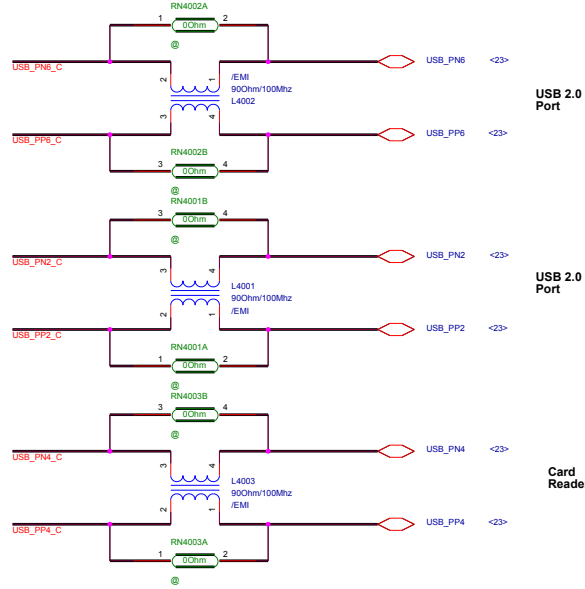 RN4002A
1 2
0Ohm
@
USB_PN6_C
USB_PN6 <23>
2 1
/EMI
90Ohm/100Mhz
L4002
USB 2.0
Port
3 4
USB_PP6_C
USB_PP6 <23>
RN4002B
3 4
0Ohm
@
RN4001B
3 4
0Ohm
@
USB_PN2_C
USB_PN2 <23>
3 4
L4001
90Ohm/100Mhz
/EMI
USB 2.0
Port
2 1
USB_PP2_C
USB_PP2 <23>
RN4001A
1 2
0Ohm
@
RN4003B
3 4
0Ohm
@
USB_PN4_C
USB_PN4 <23>
3 4
L4003
90Ohm/100Mhz
/EMI
Card
Reade
2 1
USB_PP4_C
USB_PP4 <23>
RN4003A
1 2
0Ohm
@